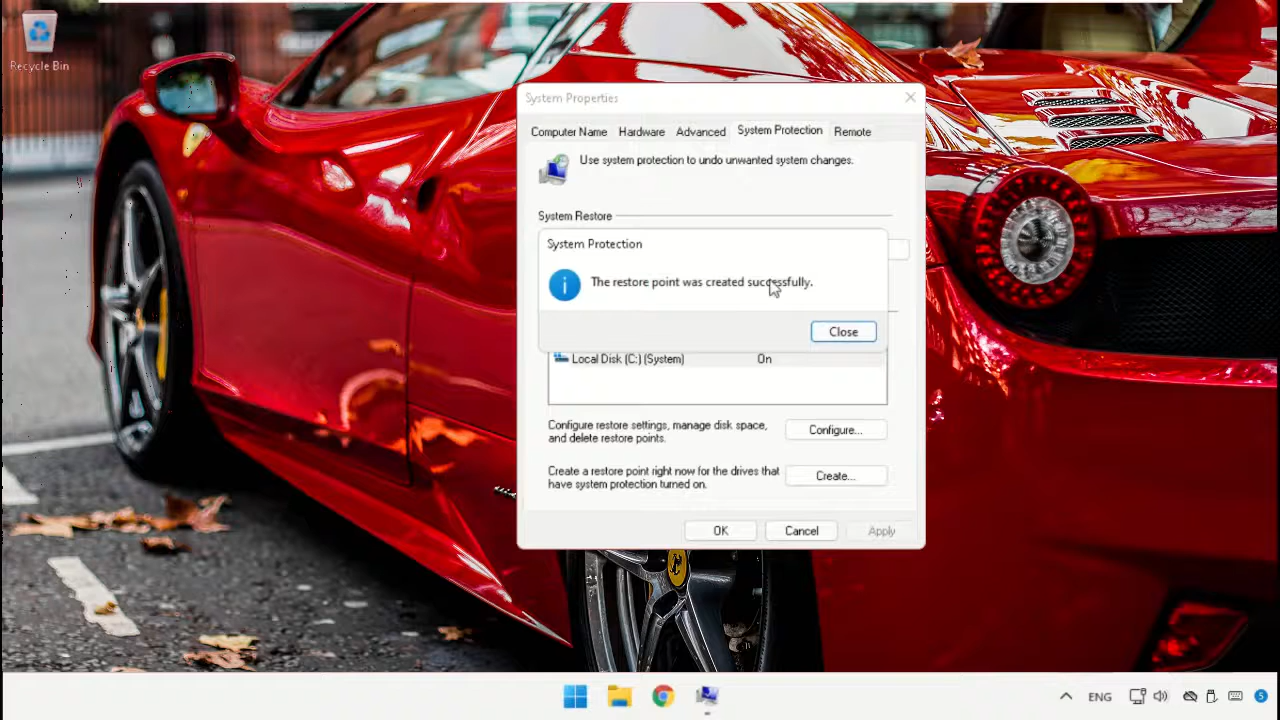 Recycle Bin
System Properties
Computer Name Hardware Advanced System Protection Remote
Use system protection to undo unwanted system changes.
System Restore
System Protection
The restore point was created successfully.
Close
Local Disk (C:) (System) On
Configure restore settings, manage disk space,
and delete restore points.
Configure...
Create a restore point right now for the drives that
have system protection turned on.
Create...
OK Cancel Apply
ENG
5